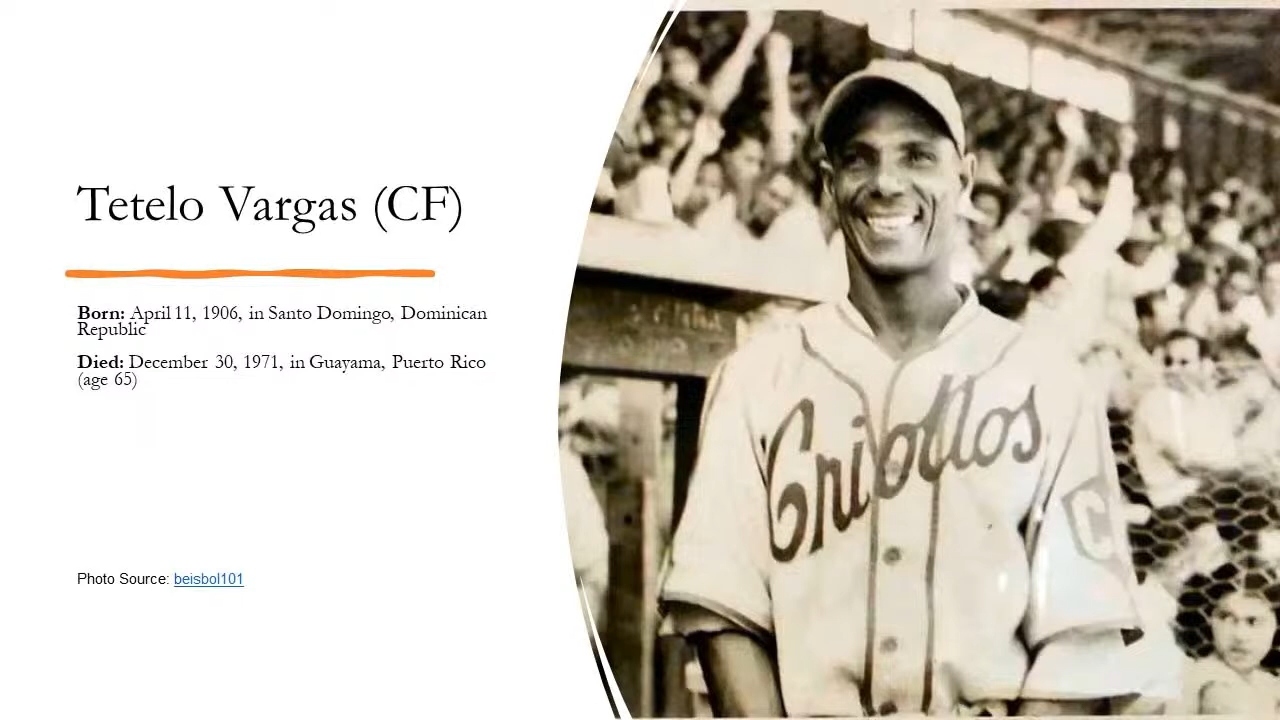 Tetelo Vargas (CF)
Born: April 11, 1906, in Santo Domingo, Dominican
Republic
Died: December 30, 1971, in Guayama, Puerto Rico
(age 65)
Photo Source: beisbol101
Criollos
C